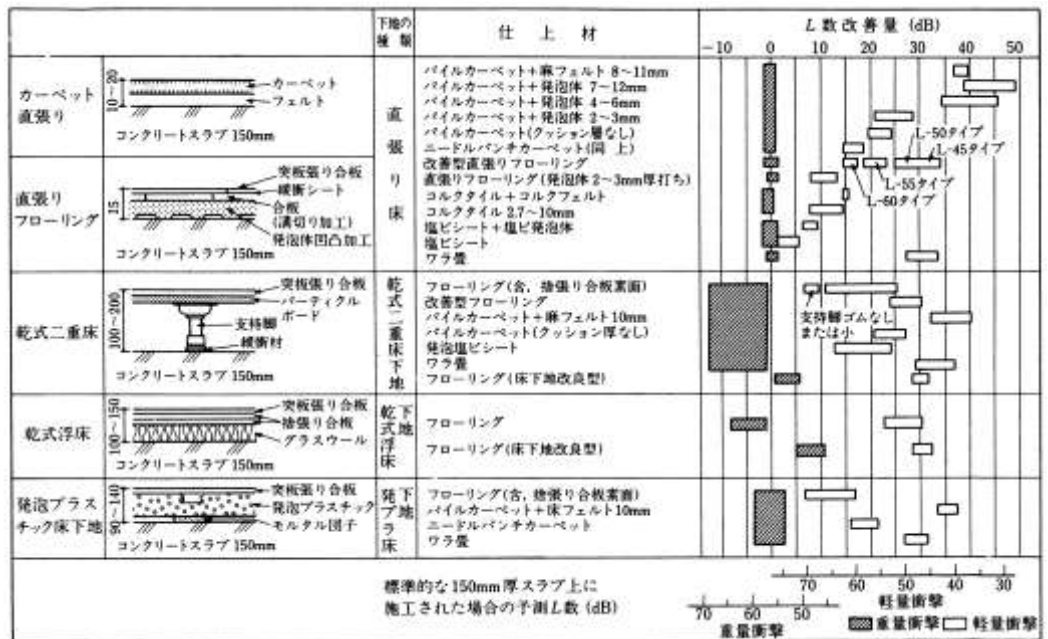 下地の種類
仕上材
L数改善量 (dB)
-10 0 10 20 30 40 50
カーペット直張り
10~20
カーペット
フェルト
コンクリートスラブ 150mm
直張り床
パイルカーペット+麻フェルト 8~11mm
パイルカーペット+発泡体 7~12mm
パイルカーペット+発泡体 4~6mm
パイルカーペット+発泡体 2~3mm
パイルカーペット(クッション層なし)
ニードルパンチカーペット(同上)
改善型直張りフローリング
直張りフローリング(発泡体 2~3mm厚打ち)
コルクタイル+コルクフェルト
コルクタイル 2.7~10mm
塩ビシート+塩ビ発泡体
塩ビシート
ワラ畳
L-50タイプ
L-45タイプ
L-55タイプ
L-60タイプ
直張りフローリング
15
突板張り合板
緩衝シート
合板
(溝切り加工)
発泡体凹凸加工
コンクリートスラブ 150mm
乾式二重床
100~200
突板張り合板
パーティクルボード
支持脚
緩衝材
コンクリートスラブ 150mm
乾式二重床下地
フローリング(含,捨張り合板裏面)
改善型フローリング
パイルカーペット+麻フェルト10mm
パイルカーペット(クッション厚なし)
発泡塩ビシート
ワラ畳
フローリング(床下地改良型)
支持脚ゴムなし
または小
乾式浮床
100~150
突板張り合板
捨張り合板
グラスウール
コンクリートスラブ 150mm
乾式浮床下地
フローリング
フローリング(床下地改良型)
発泡プラスチック床下地
90~140
突板張り合板
発泡プラスチック
モルタル団子
コンクリートスラブ 150mm
発プラ床下地
フローリング(含,捨張り合板裏面)
パイルカーペット+床フェルト10mm
ニードルパンチカーペット
ワラ畳
標準的な150mm厚スラブ上に
施工された場合の予測L数 (dB)
70 60 50 40 30
軽量衝撃
70 60 50
重量衝撃
重量衝撃 軽量衝撃